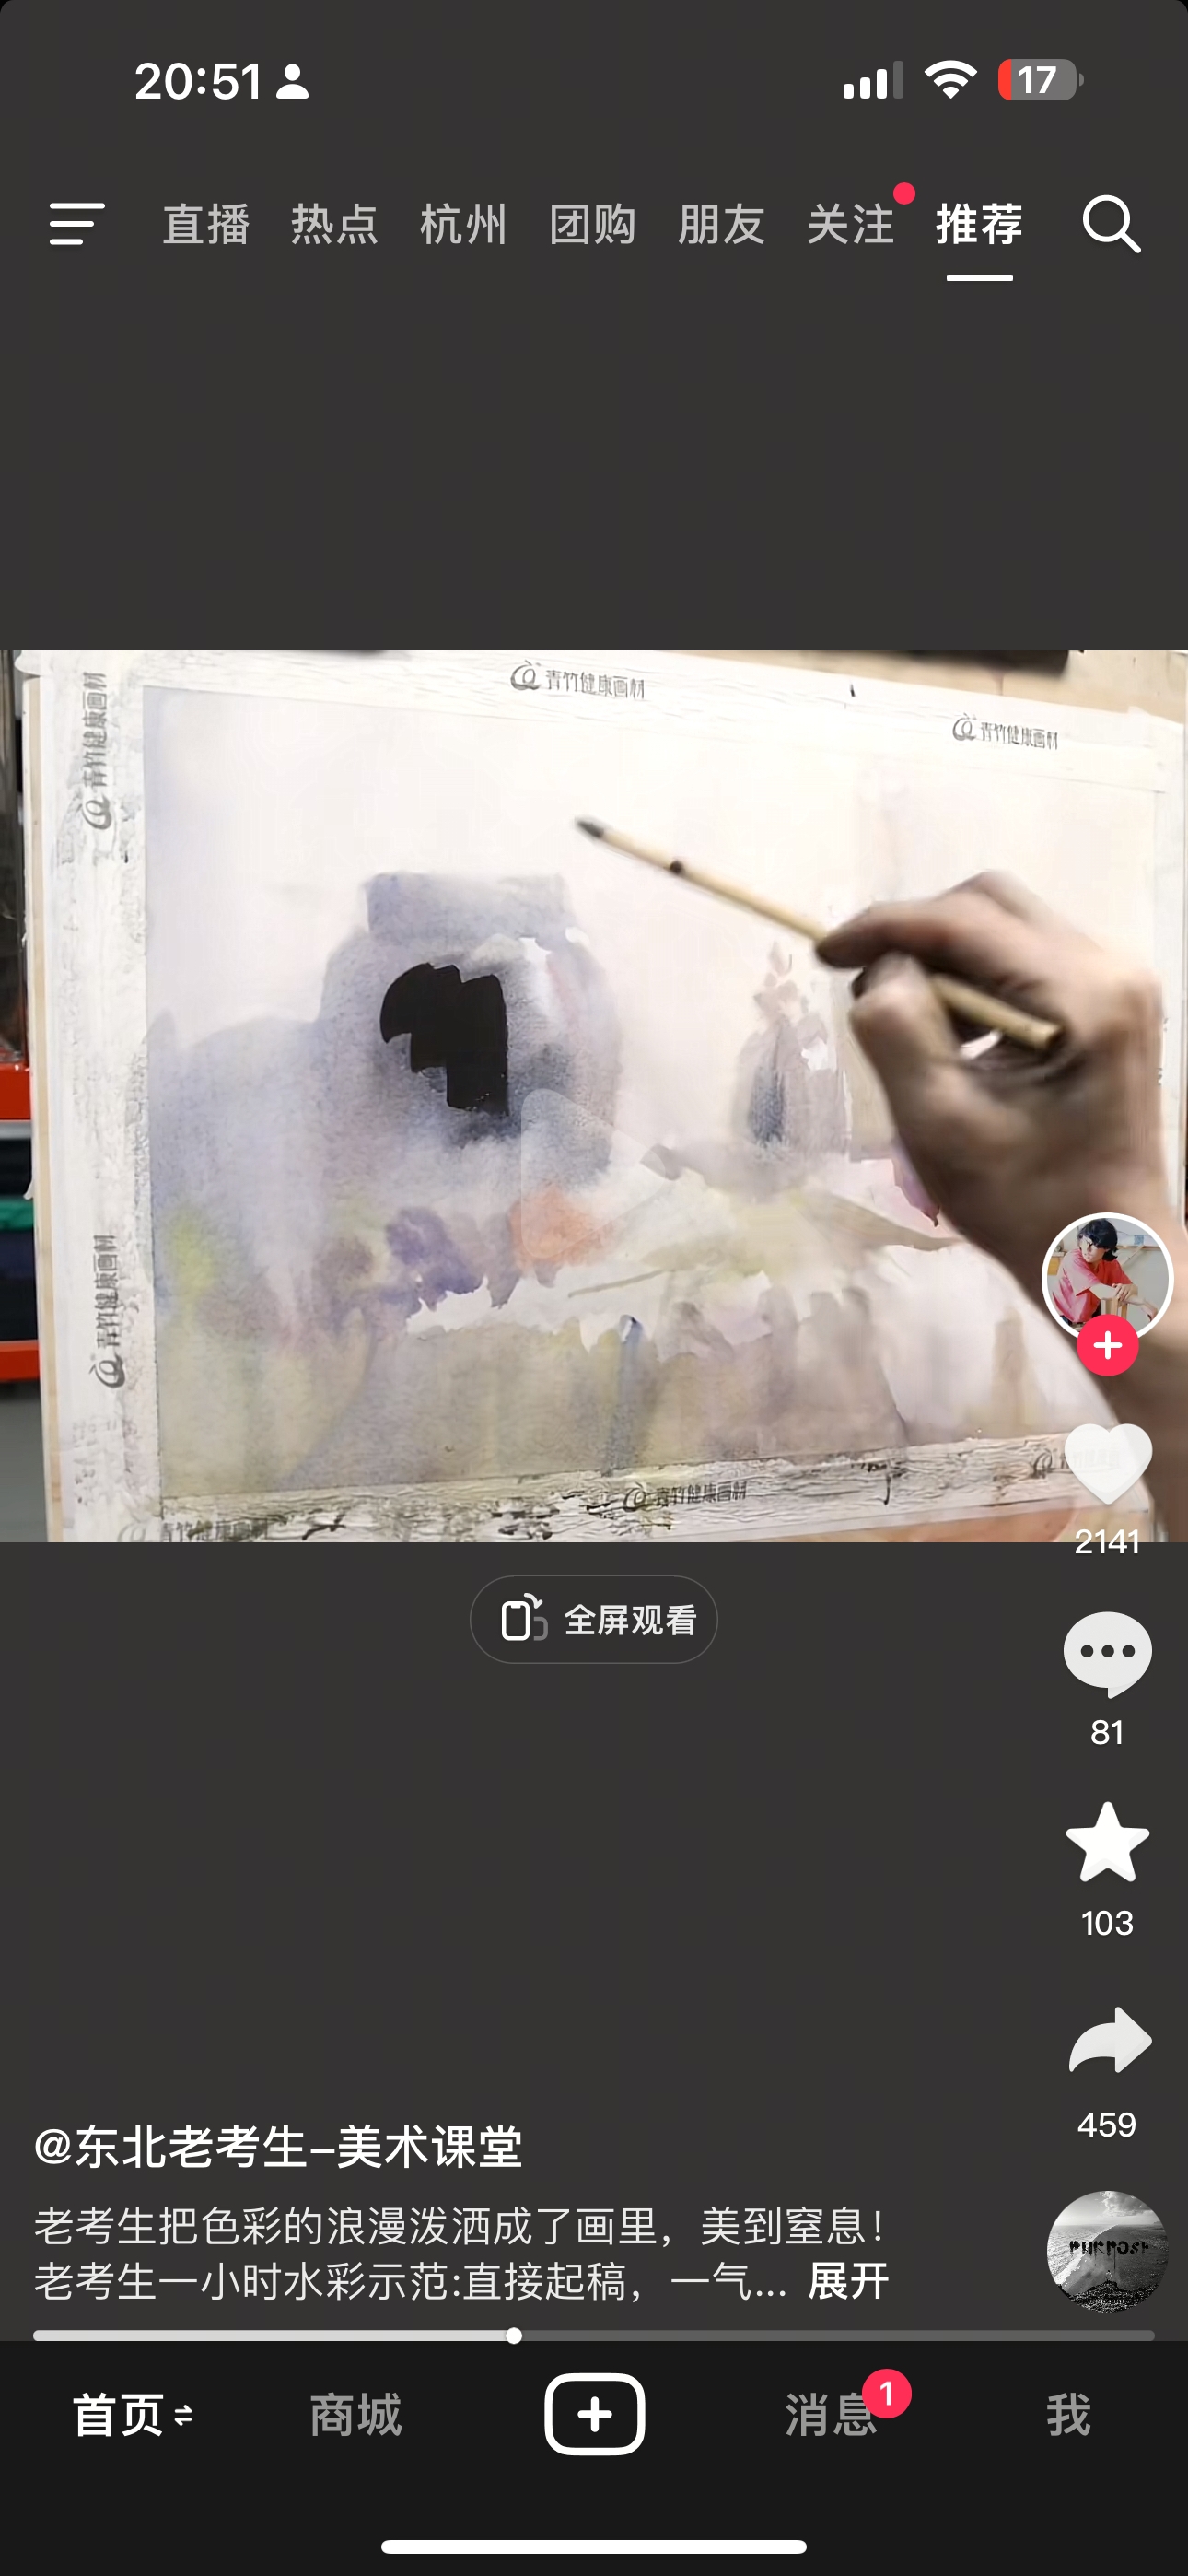 20:51
17
直播 热点 杭州 团购 朋友 关注 推荐
青竹健康画材
青竹健康画材
青竹健康画材
青竹健康画材
青竹健康画材
青竹健康画材
2141
全屏观看
81
103
459
@东北老考生-美术课堂
老考生把色彩的浪漫泼洒成了画里，美到窒息！
老考生一小时水彩示范:直接起稿，一气... 展开
PURPOSE
首页 商城 消息 1 我